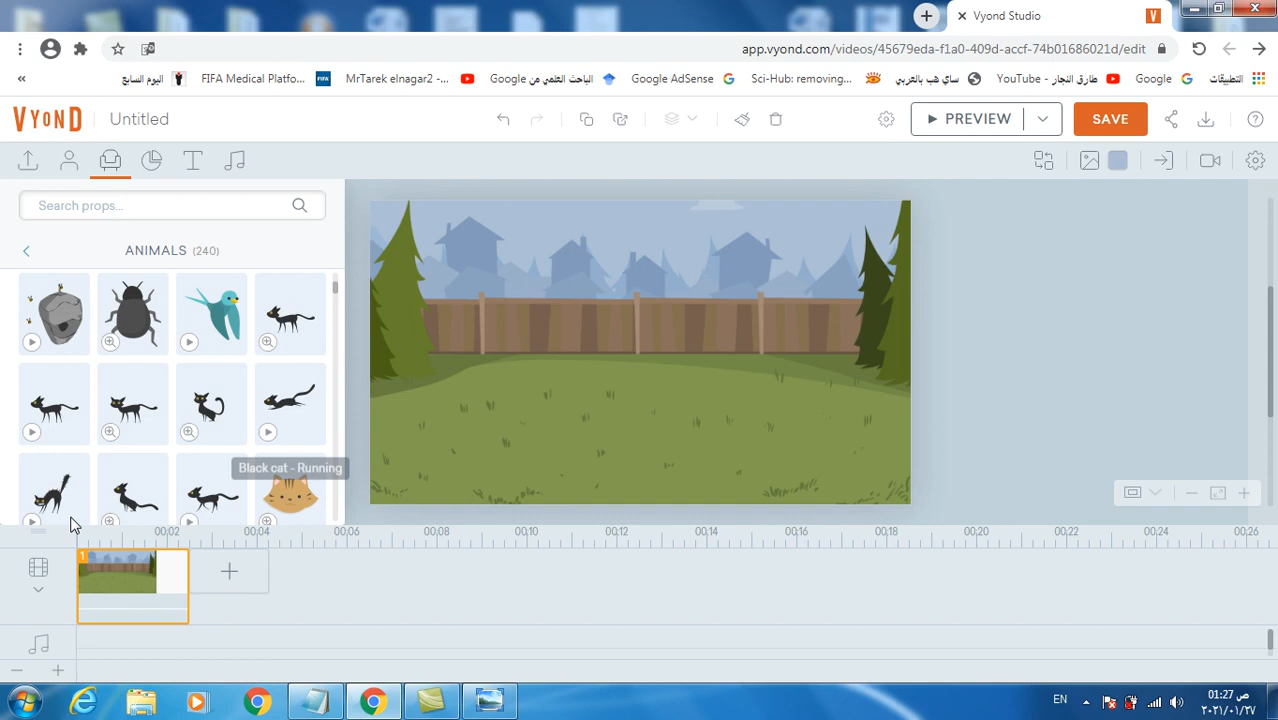 Vyond Studio
app.vyond.com/videos/45679eda-f1a0-409d-accf-74b01686021d/edit
« اليوم السابع FIFA Medical Platfo... MrTarek elnagar2 - ... الباحث العلمي من Google Google AdSense Sci-Hub: removing... ساي هب بالعربي طارق النجار - YouTube Google التطبيقات
VYOND Untitled PREVIEW SAVE
Search props...
ANIMALS (240)
Black cat - Running
00:02 00:04 00:06 00:08 00:10 00:12 00:14 00:16 00:18 00:20 00:22 00:24 00:26
1
EN
01:27 ص
٢٠٢١/٠١/٢٧